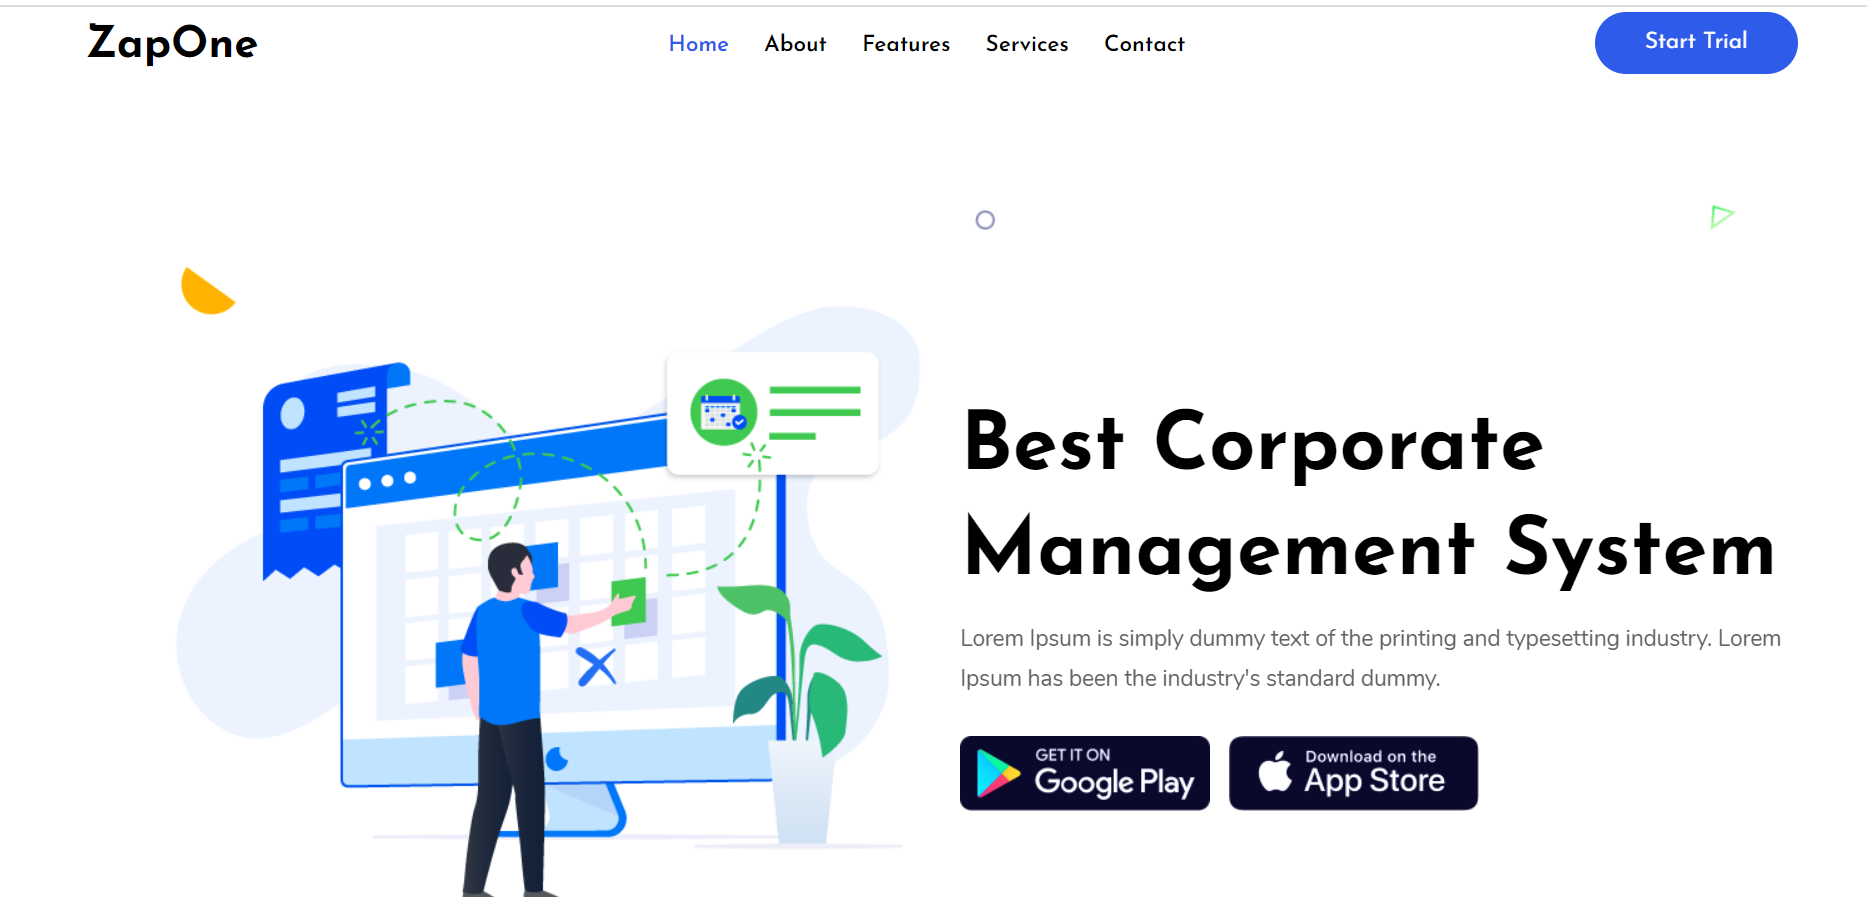 ZapOne
Home About Features Services Contact
Start Trial
Best Corporate
Management System
Lorem Ipsum is simply dummy text of the printing and typesetting industry. Lorem
Ipsum has been the industry's standard dummy.
GET IT ON
Google Play
Download on the
App Store